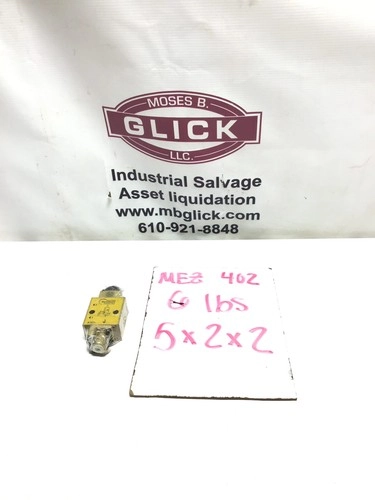 MOSES B.
GLICK
LLC.
Industrial Salvage
Asset liquidation
www.mbglick.com
610-921-8848
MEZ 402
6 lbs
5x2x2